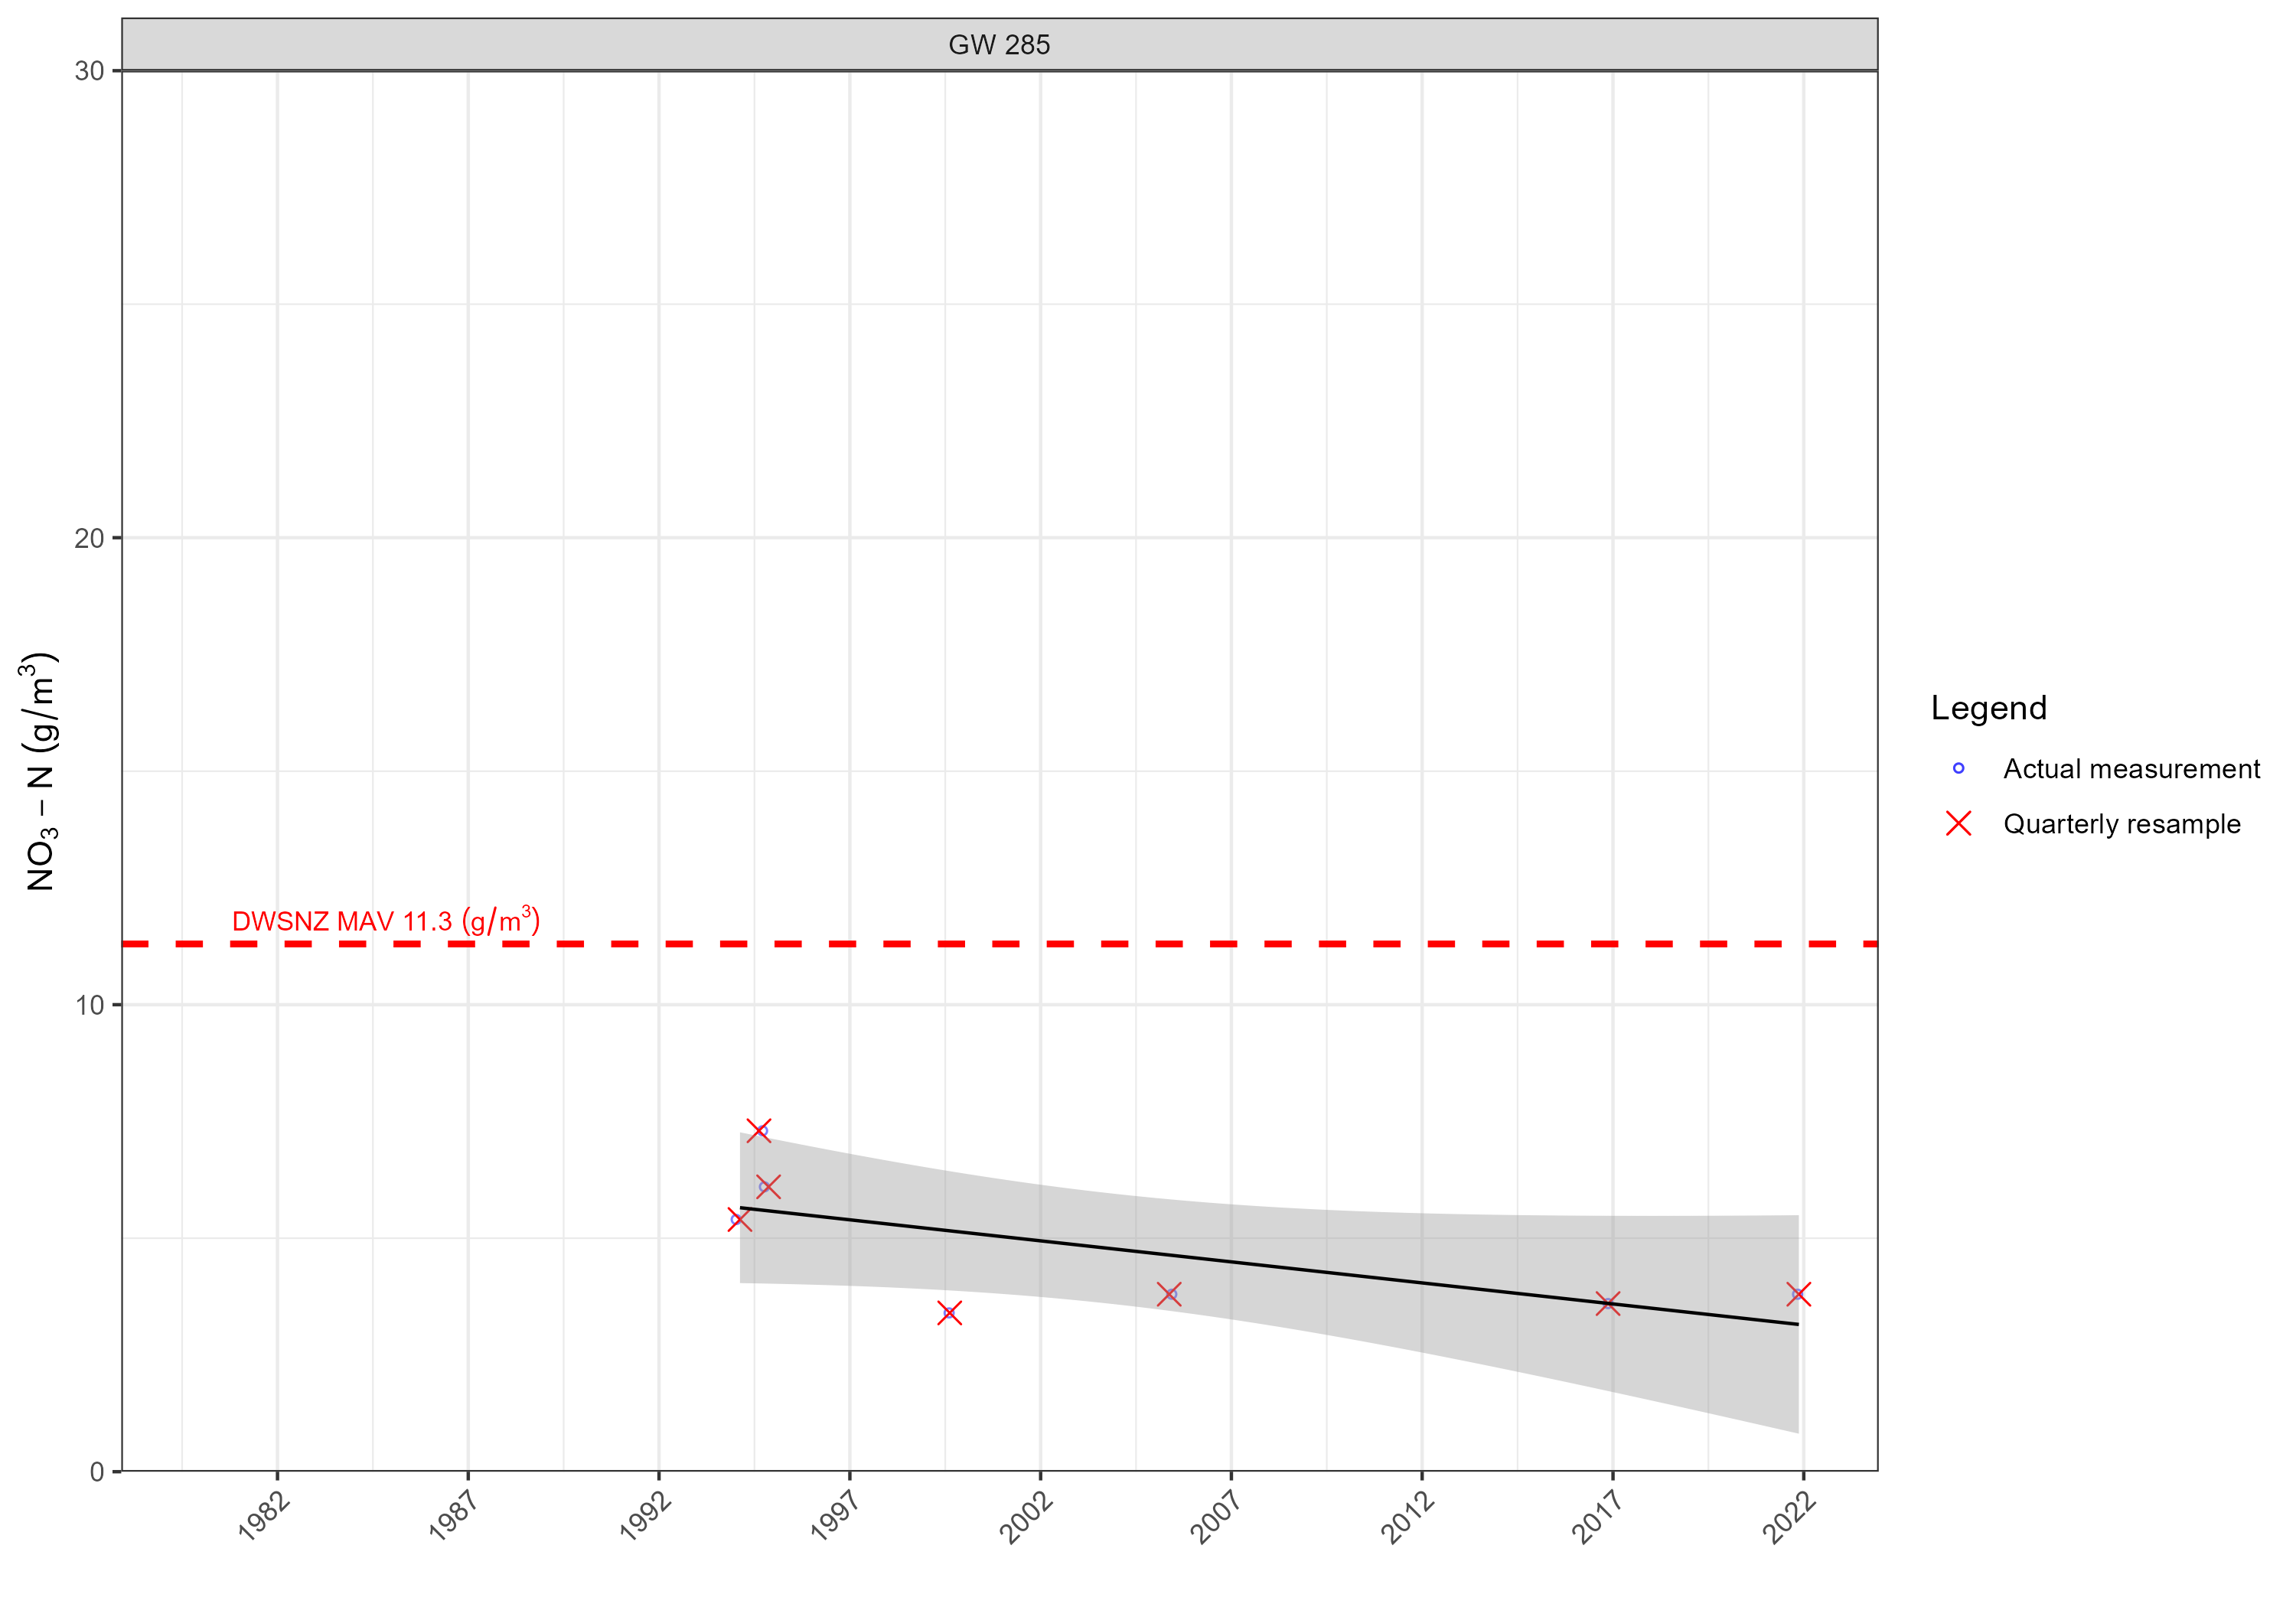 GW 285
30
20
10
0
NO₃ – N (g/m³)
DWSNZ MAV 11.3 (g/m³)
1982
1987
1992
1997
2002
2007
2012
2017
2022
Legend
Actual measurement
Quarterly resample